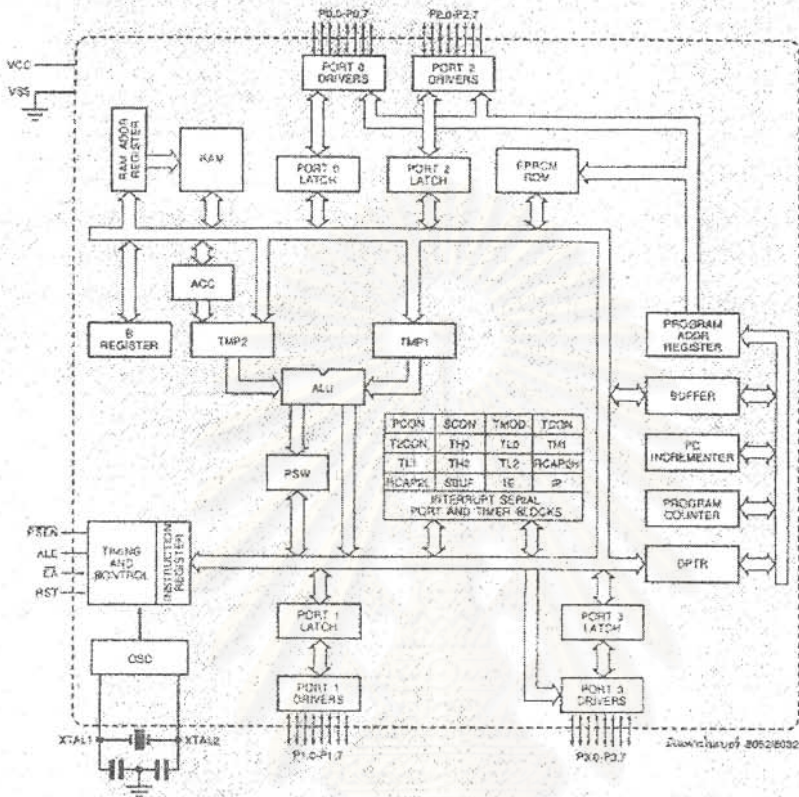 P0.0-P0.7
P2.0-P2.7
VCC
VSS
PORT 0
DRIVERS
PORT 2
DRIVERS
RAM ADDR
REGISTER
RAM
PORT 0
LATCH
PORT 2
LATCH
EPROM
ROM
ACC
B
REGISTER
TMP2
TMP1
ALU
PROGRAM
ADDR
REGISTER
BUFFER
PC
INCREMENTER
PROGRAM
COUNTER
DPTR
PSW
PCON SCON TMOD TCON
T2CON TH0 TL0 TH1
TL1 TH2 TL2 RCAP2H
RCAP2L SBUF IE IP
INTERRUPT SERIAL
PORT AND TIMER BLOCKS
PSEN
ALE
EA
RST
TIMING
AND
CONTROL
INSTRUCTION
REGISTER
OSC
XTAL1
XTAL2
PORT 1
LATCH
PORT 3
LATCH
PORT 1
DRIVERS
PORT 3
DRIVERS
P1.0-P1.7
P3.0-P3.7
8052/8032